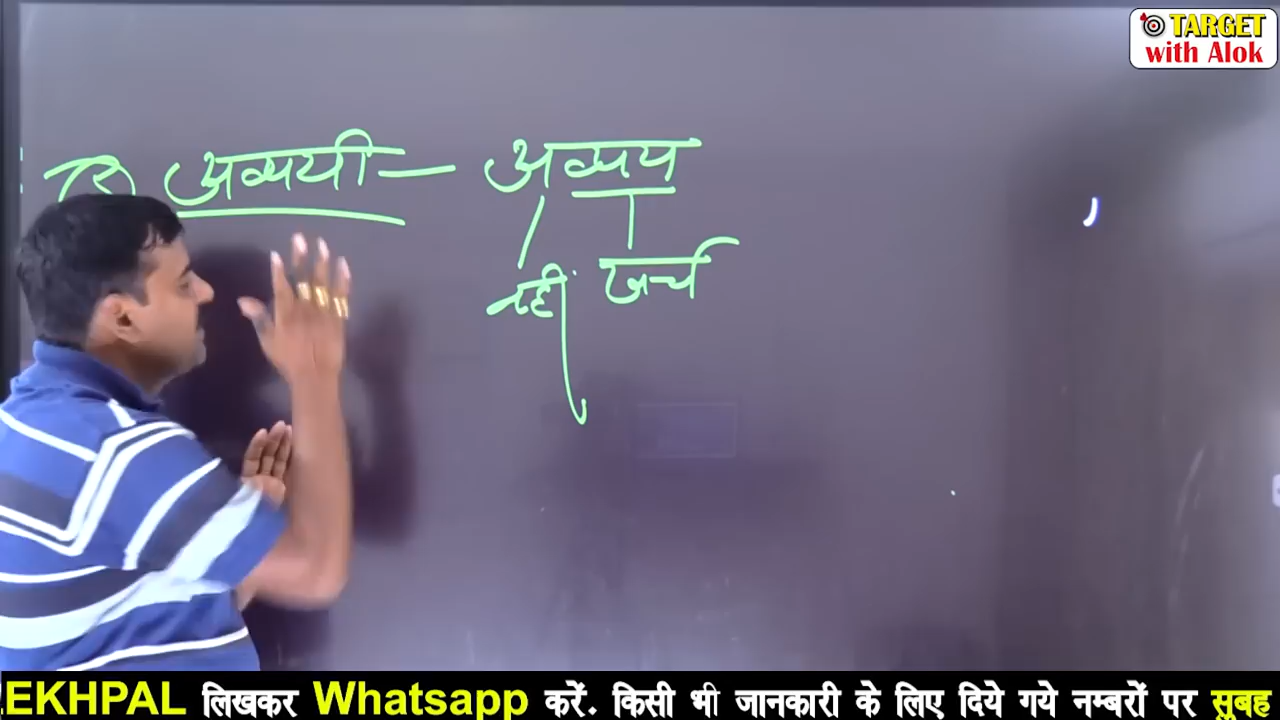 TARGET
with Alok
अव्ययी — अव्यय
नहीं खर्च
EKHPAL लिखकर Whatsapp करें. किसी भी जानकारी के लिए दिये गये नम्बरों पर सुबह